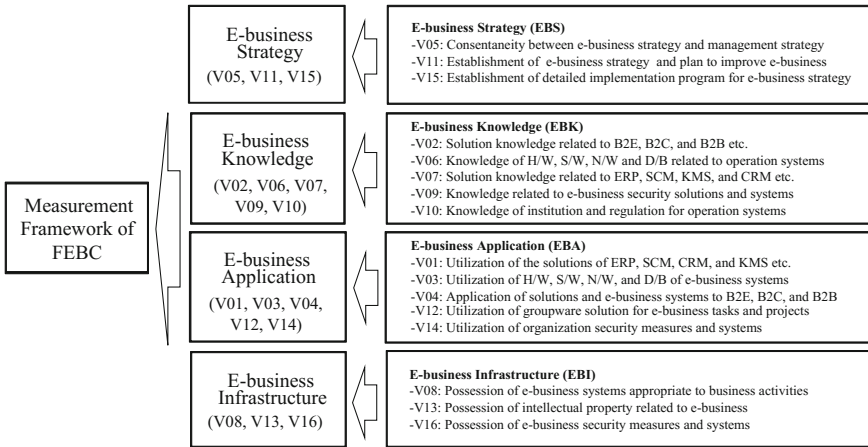 Measurement
Framework of
FEBC
E-business
Strategy
(V05, V11, V15)
E-business Strategy (EBS)
-V05: Consentaneity between e-business strategy and management strategy
-V11: Establishment of e-business strategy and plan to improve e-business
-V15: Establishment of detailed implementation program for e-business strategy
E-business
Knowledge
(V02, V06, V07,
V09, V10)
E-business Knowledge (EBK)
-V02: Solution knowledge related to B2E, B2C, and B2B etc.
-V06: Knowledge of H/W, S/W, N/W and D/B related to operation systems
-V07: Solution knowledge related to ERP, SCM, KMS, and CRM etc.
-V09: Knowledge related to e-business security solutions and systems
-V10: Knowledge of institution and regulation for operation systems
E-business
Application
(V01, V03, V04,
V12, V14)
E-business Application (EBA)
-V01: Utilization of the solutions of ERP, SCM, CRM, and KMS etc.
-V03: Utilization of H/W, S/W, N/W, and D/B of e-business systems
-V04: Application of solutions and e-business systems to B2E, B2C, and B2B
-V12: Utilization of groupware solution for e-business tasks and projects
-V14: Utilization of organization security measures and systems
E-business
Infrastructure
(V08, V13, V16)
E-business Infrastructure (EBI)
-V08: Possession of e-business systems appropriate to business activities
-V13: Possession of intellectual property related to e-business
-V16: Possession of e-business security measures and systems